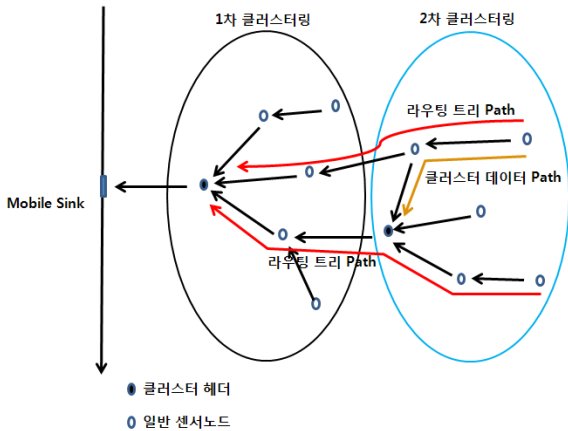 1차 클러스터링
2차 클러스터링
라우팅 트리 Path
클러스터 데이터 Path
Mobile Sink
라우팅 트리 Path
클러스터 헤더
일반 센서노드